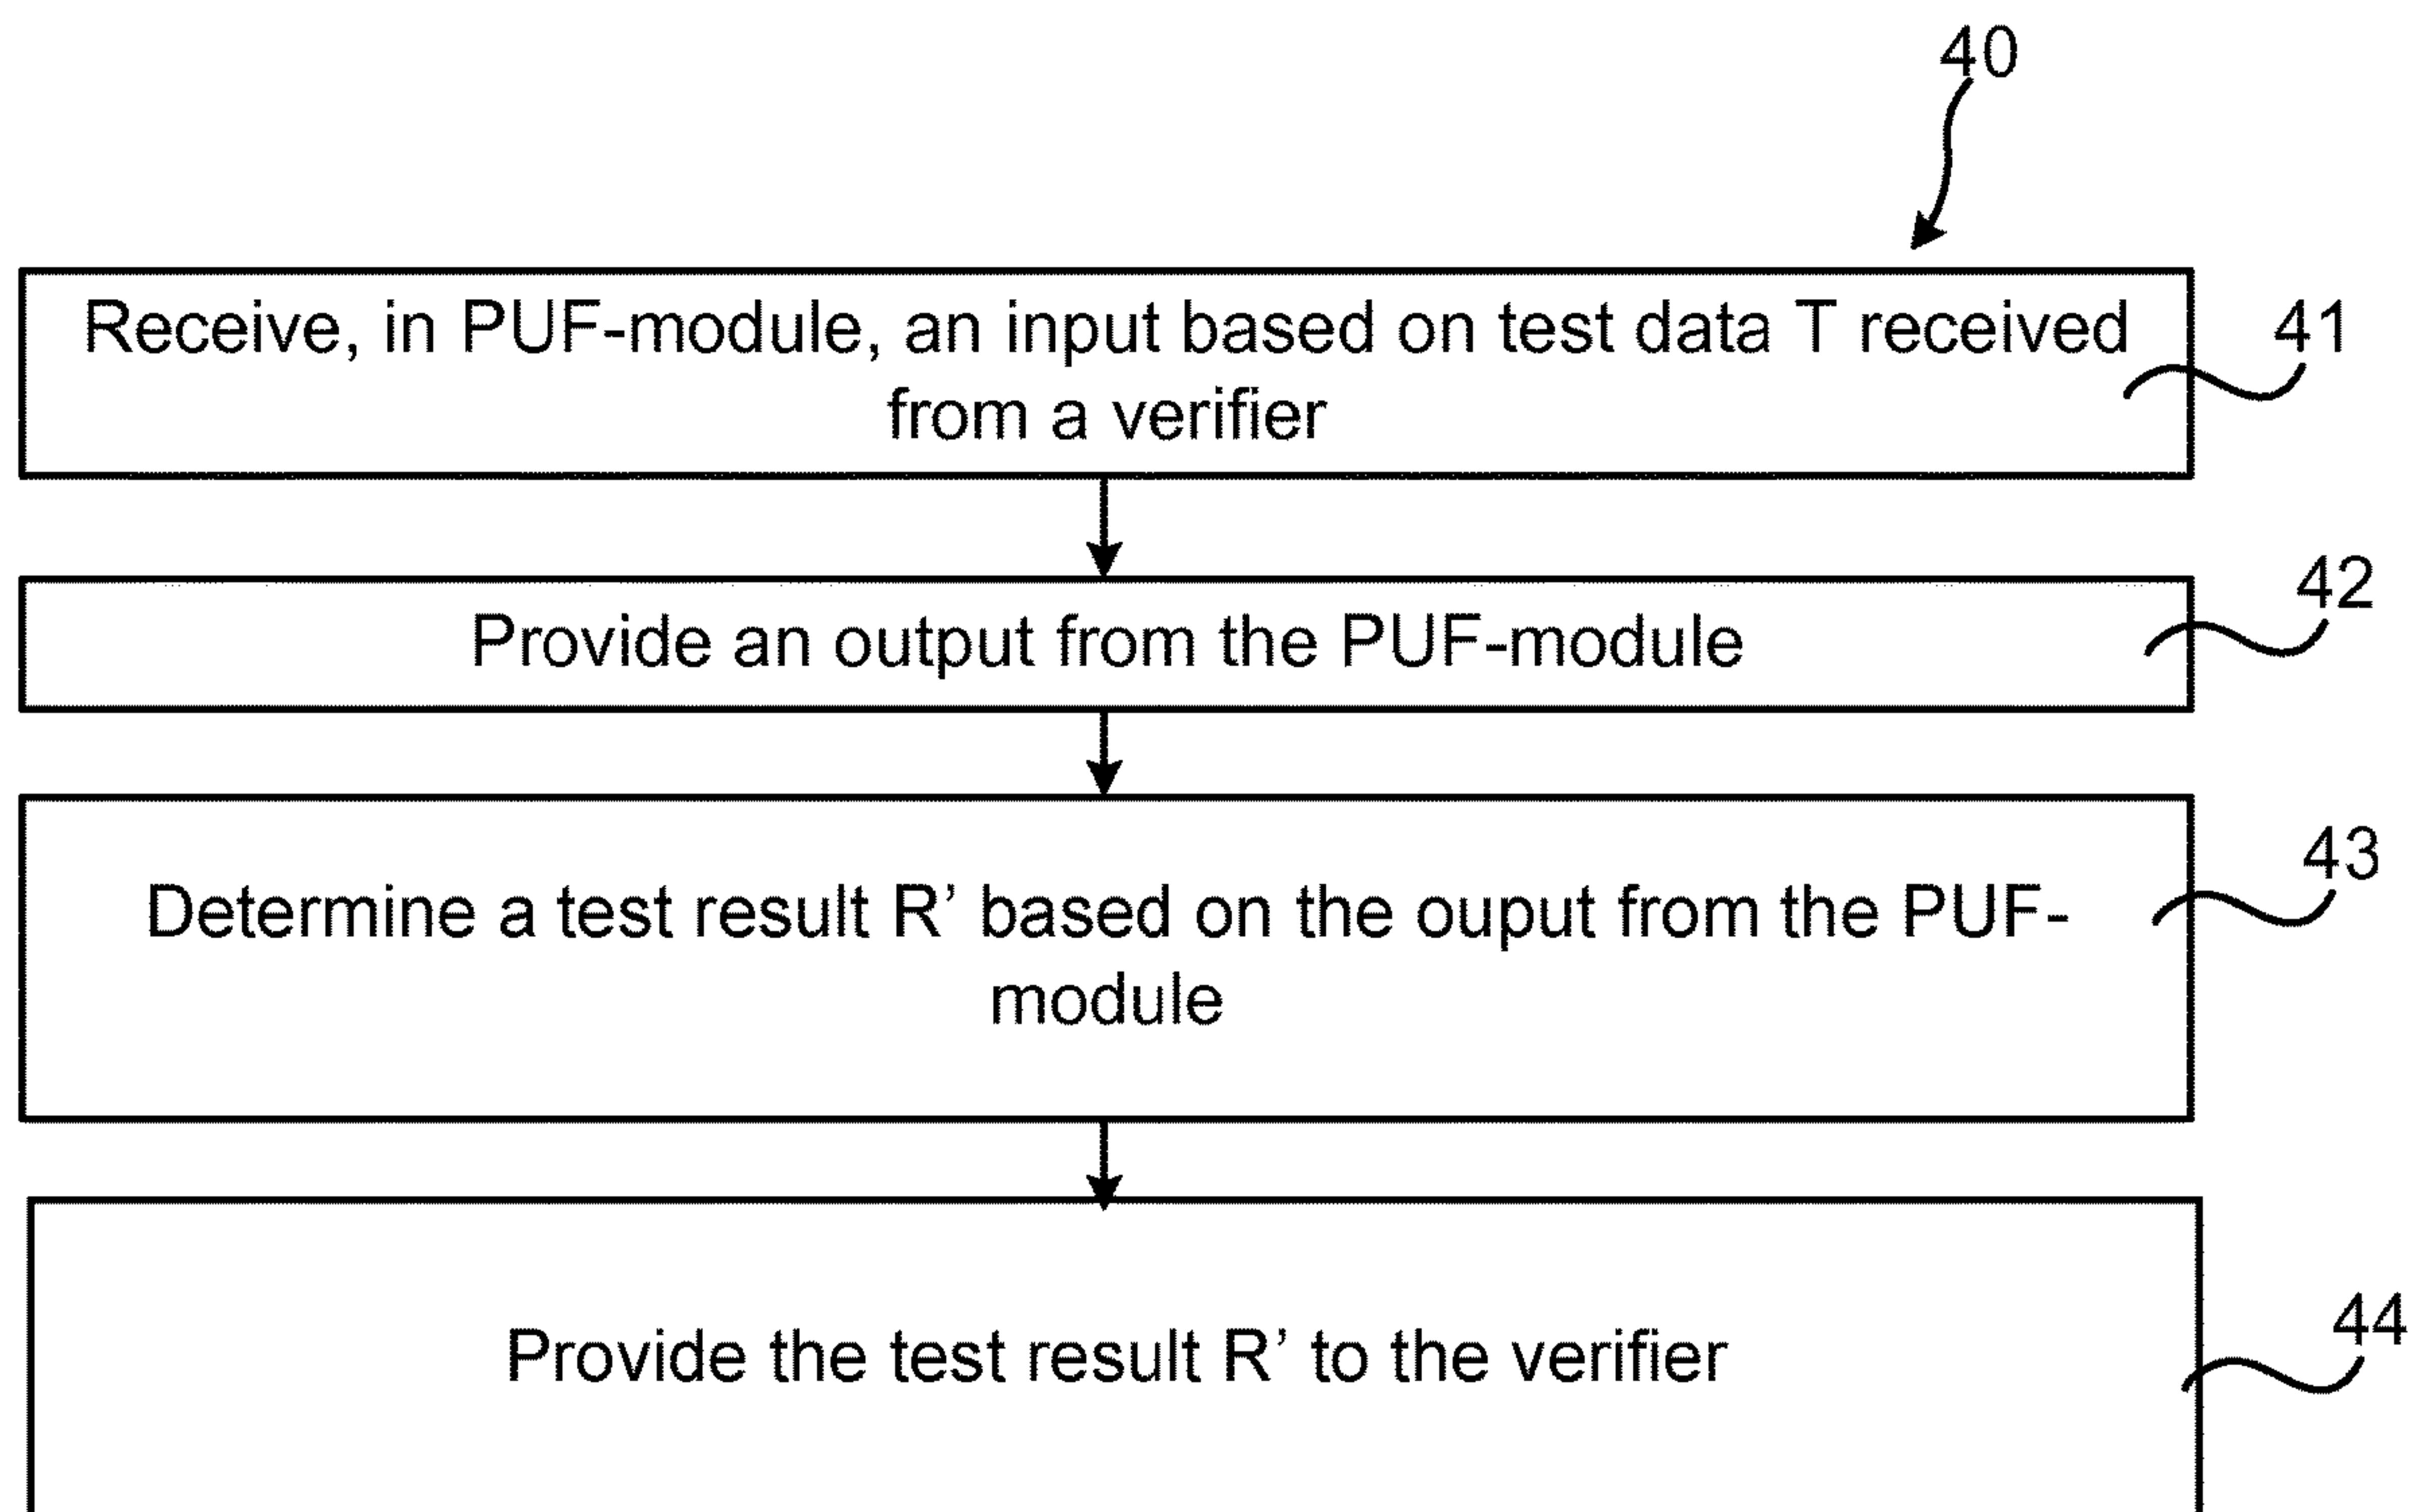 40
Receive, in PUF-module, an input based on test data T received
from a verifier
41
Provide an output from the PUF-module
42
Determine a test result R’ based on the ouput from the PUF-
module
43
Provide the test result R’ to the verifier
44